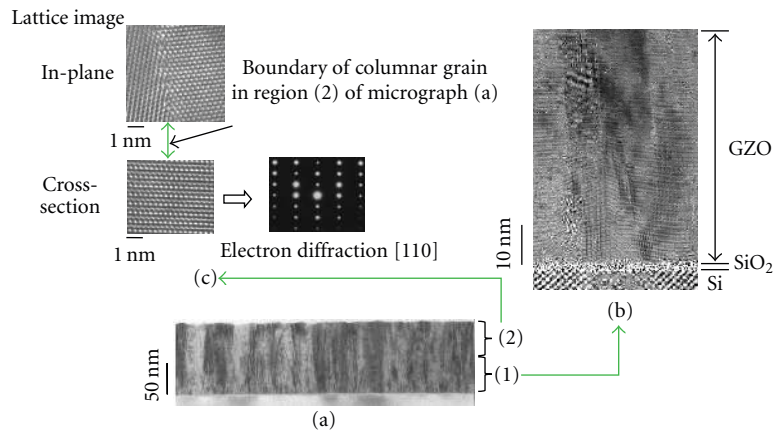 Lattice image
In-plane
1 nm
Boundary of columnar grain
in region (2) of micrograph (a)
Cross-
section
1 nm
Electron diffraction [110]
(c)
10 nm
GZO
SiO₂
Si
(b)
50 nm
(2)
(1)
(a)